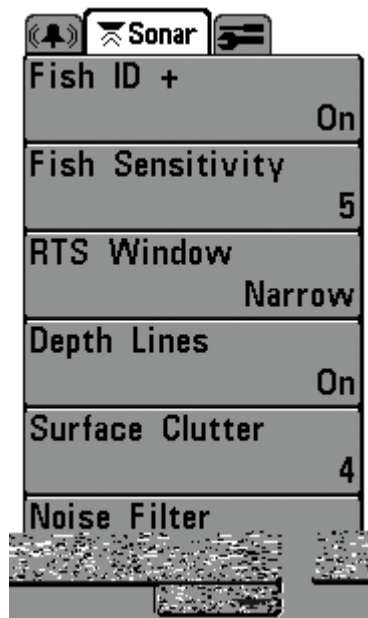 Sonar
Fish ID +
On
Fish Sensitivity
5
RTS Window
Narrow
Depth Lines
On
Surface Clutter
4
Noise Filter